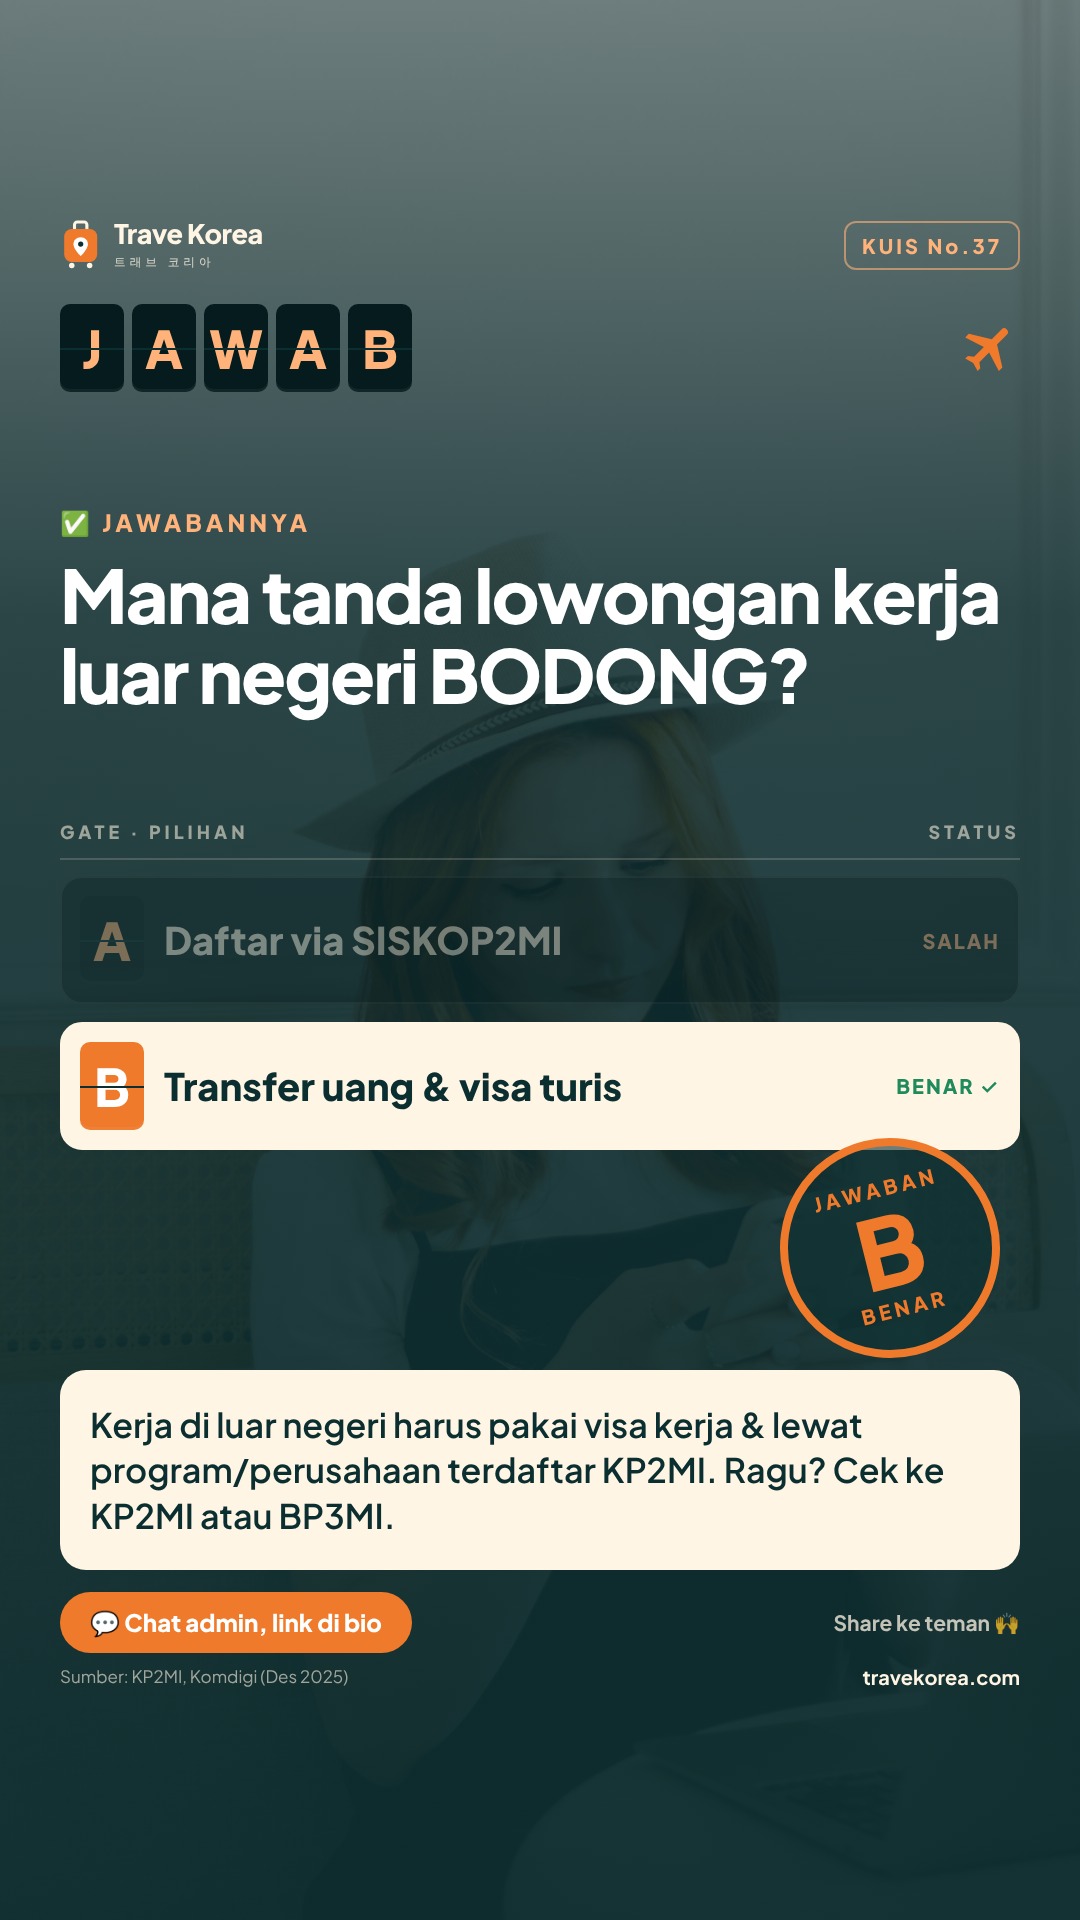 Trave Korea
트래브 코리아
KUIS No.37
JAWAB
✅ JAWABANNYA
Mana tanda lowongan kerja
luar negeri BODONG?
GATE · PILIHAN
STATUS
A Daftar via SISKOP2MI SALAH
B Transfer uang & visa turis BENAR ✓
JAWABAN
B
BENAR
Kerja di luar negeri harus pakai visa kerja & lewat
program/perusahaan terdaftar KP2MI. Ragu? Cek ke
KP2MI atau BP3MI.
💬 Chat admin, link di bio
Share ke teman 🙌
Sumber: KP2MI, Komdigi (Des 2025)
travekorea.com